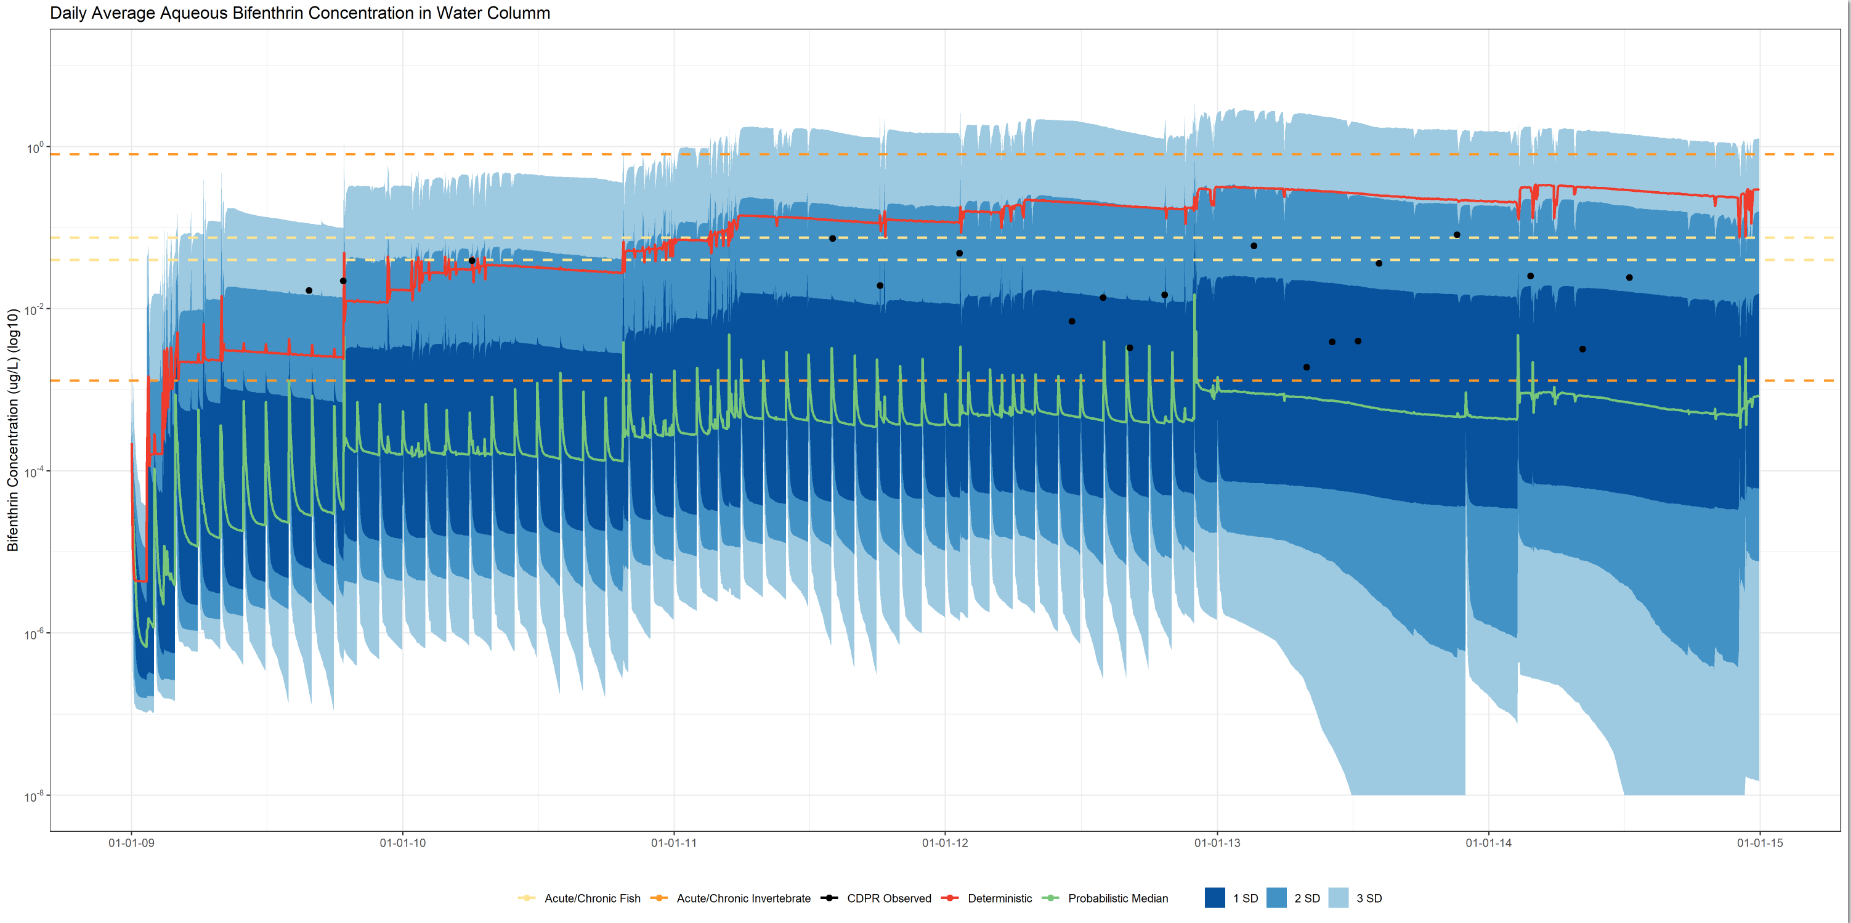 Daily Average Aqueous Bifenthrin Concentration in Water Columm
Bifenthrin Concentration (ug/L) (log10)
10^0
10^-2
10^-4
10^-6
10^-8
01-01-09 01-01-10 01-01-11 01-01-12 01-01-13 01-01-14 01-01-15
Acute/Chronic Fish Acute/Chronic Invertebrate CDPR Observed Deterministic Probabilistic Median 1 SD 2 SD 3 SD